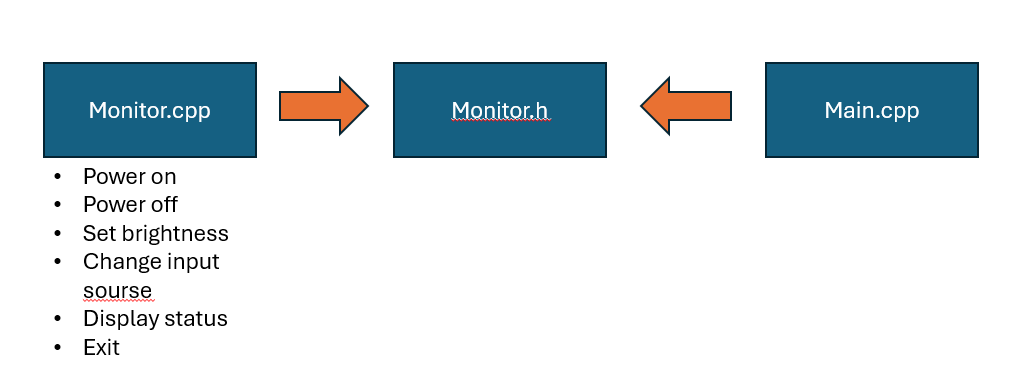 Monitor.cpp
Monitor.h
Main.cpp
• Power on
• Power off
• Set brightness
• Change input
sourse
• Display status
• Exit